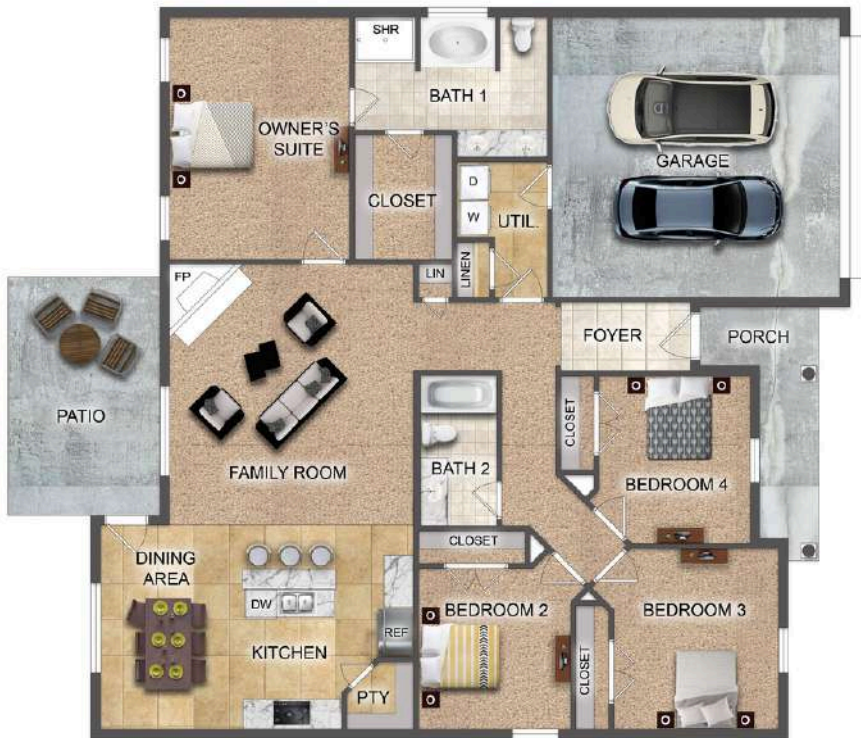 SHR
BATH 1
OWNER'S
SUITE
GARAGE
CLOSET
D
W
UTIL.
LINEN
LIN
FP
FOYER
PORCH
PATIO
CLOSET
BATH 2
FAMILY ROOM
BEDROOM 4
CLOSET
DINING
AREA
DW
BEDROOM 2
BEDROOM 3
REF
KITCHEN
CLOSET
PTY